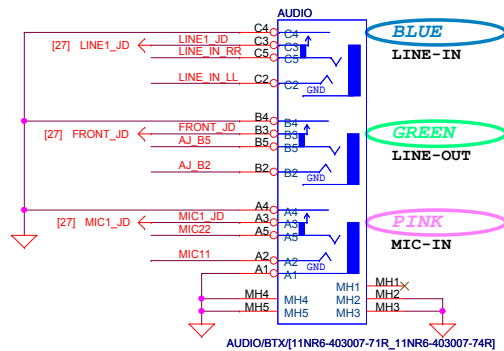 AUDIO
C4 C4 BLUE
[27] LINE1_JD LINE1_JD C3 C3 LINE-IN
LINE_IN_RR C5 C5
LINE_IN_LL C2 C2
GND
B4 B4
[27] FRONT_JD FRONT_JD B3 B3 GREEN
AJ_B5 B5 B5 LINE-OUT
AJ_B2 B2 B2
GND
A4 A4
[27] MIC1_JD MIC1_JD A3 A3 PINK
MIC22 A5 A5 MIC-IN
MIC11 A2 A2
GND
A1 A1
MH1 MH1
MH4 MH4 MH2 MH2
MH5 MH5 MH3 MH3
AUDIO/BTX/[11NR6-403007-71R_11NR6-403007-74R]